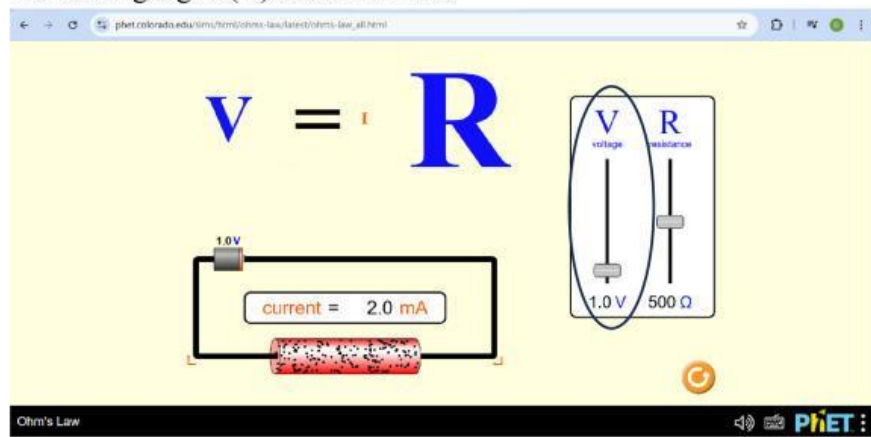 phet.colorado.edu/sims/html/ohms-law/latest/ohms-law_all.html
V = I R
V R
voltage resistance
1.0 V
current = 2.0 mA
1.0 V 500 Ω
Ohm's Law
PhET